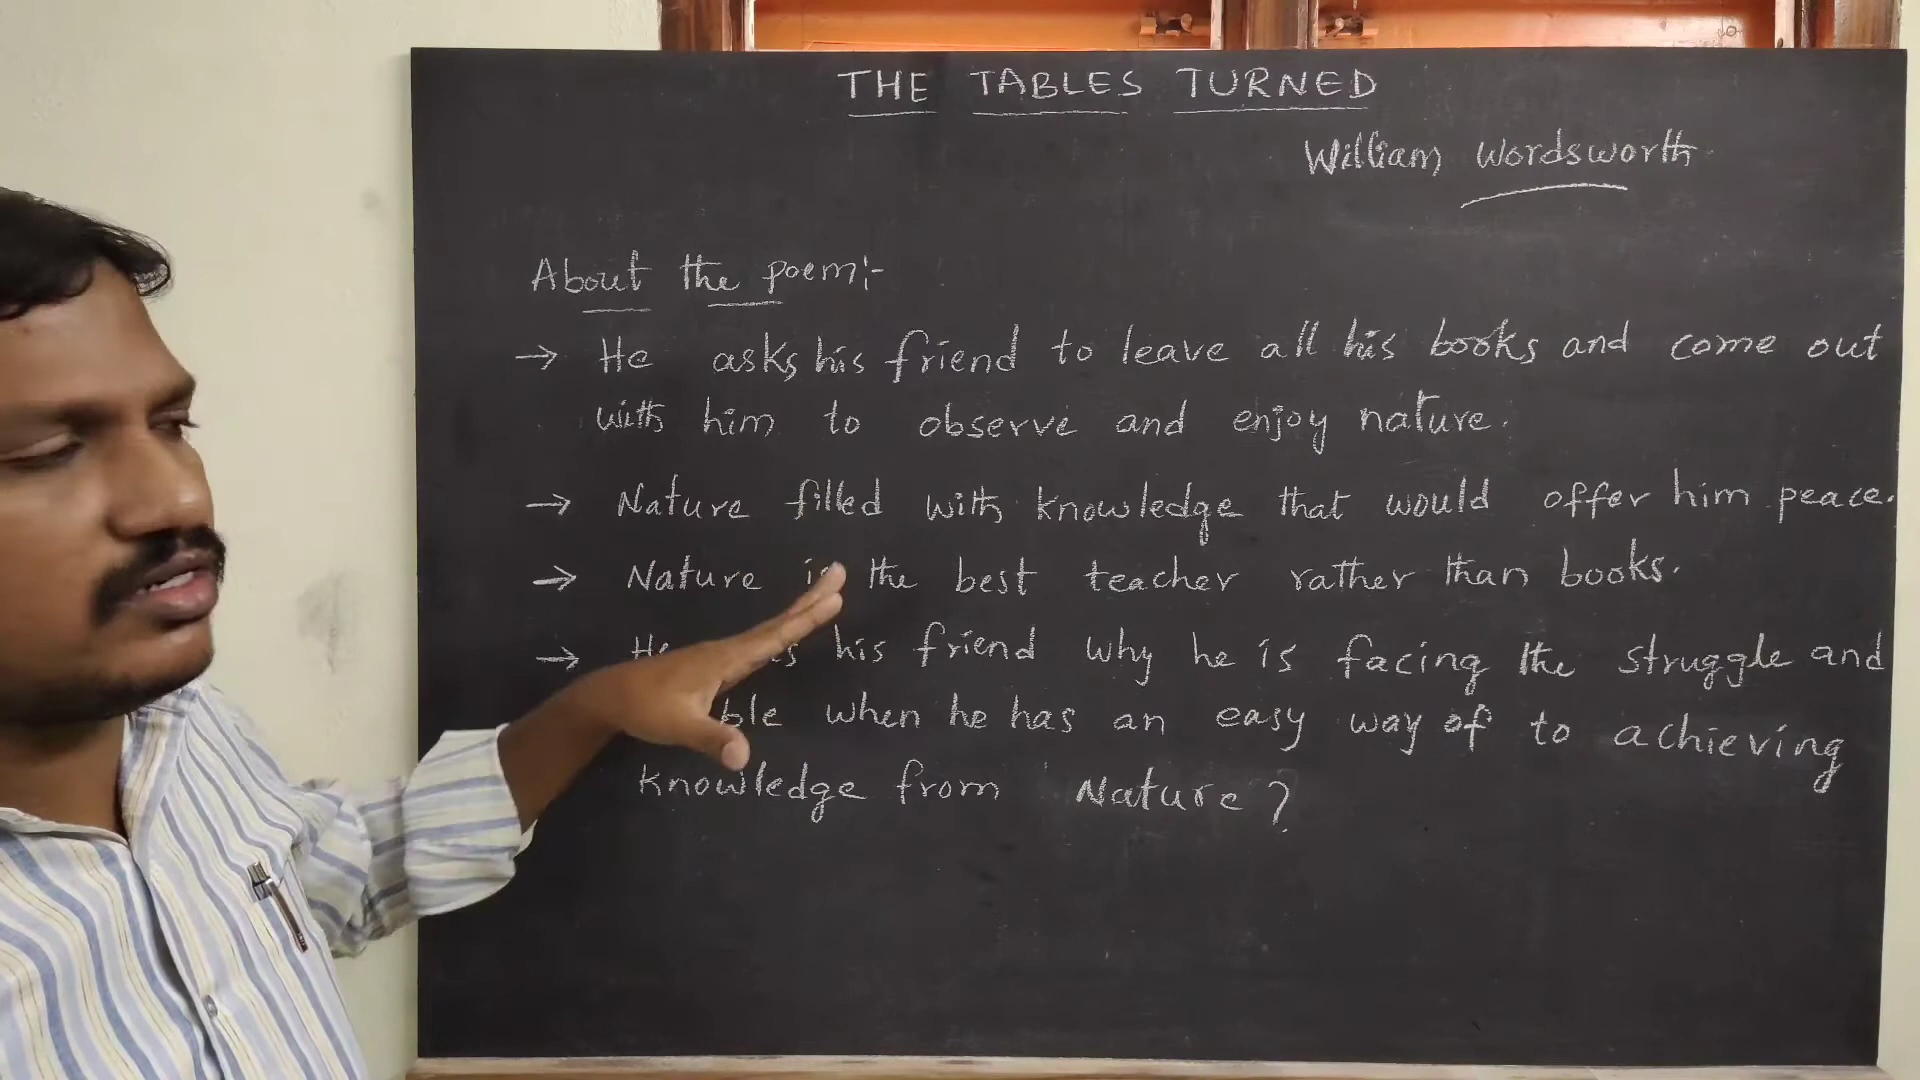 THE TABLES TURNED
William Wordsworth
About the poem:-
→ He asks his friend to leave all his books and come out
with him to observe and enjoy nature.
→ Nature filled with knowledge that would offer him peace.
→ Nature is the best teacher rather than books.
→ He his friend why he is facing the struggle and
when he has an easy way of to achieving
knowledge from Nature?